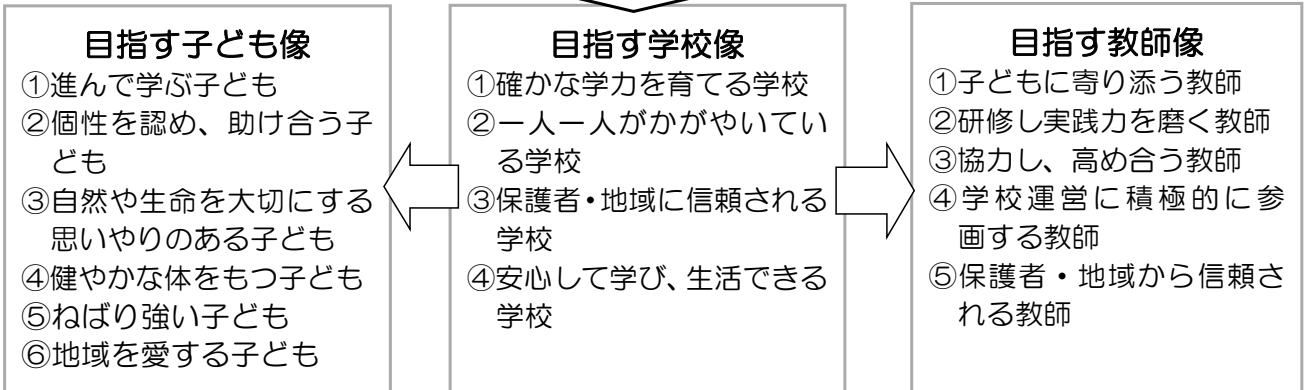 目指す子ども像
①進んで学ぶ子ども
②個性を認め、助け合う子
ども
③自然や生命を大切にする
思いやりのある子ども
④健やかな体をもつ子ども
⑤ねばり強い子ども
⑥地域を愛する子ども
目指す学校像
①確かな学力を育てる学校
②一人一人がかがやいてい
る学校
③保護者・地域に信頼される
学校
④安心して学び、生活できる
学校
目指す教師像
①子どもに寄り添う教師
②研修し実践力を磨く教師
③協力し、高め合う教師
④学校運営に積極的に参
画する教師
⑤保護者・地域から信頼さ
れる教師